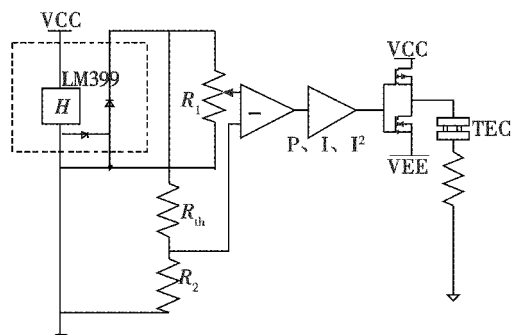 VCC
LM399
H
R₁
−
P、I、I²
VCC
VEE
TEC
Rth
R₂